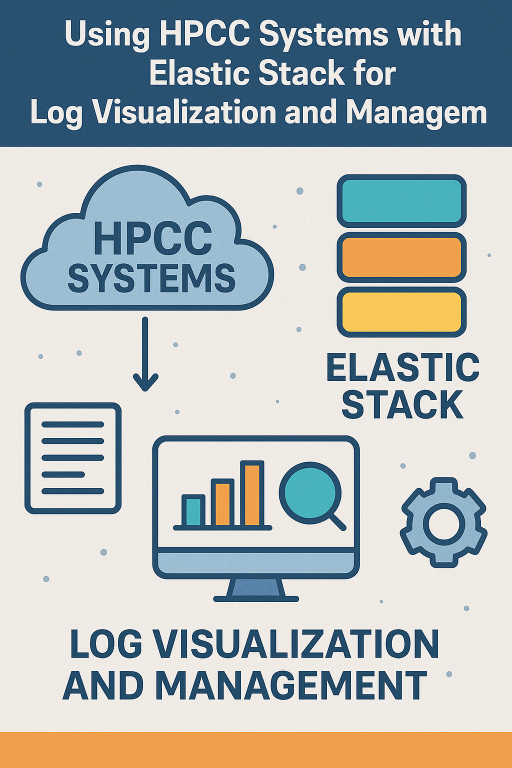 Using HPCC Systems with
Elastic Stack for
Log Visualization and Managem
HPCC
SYSTEMS
ELASTIC
STACK
LOG VISUALIZATION
AND MANAGEMENT